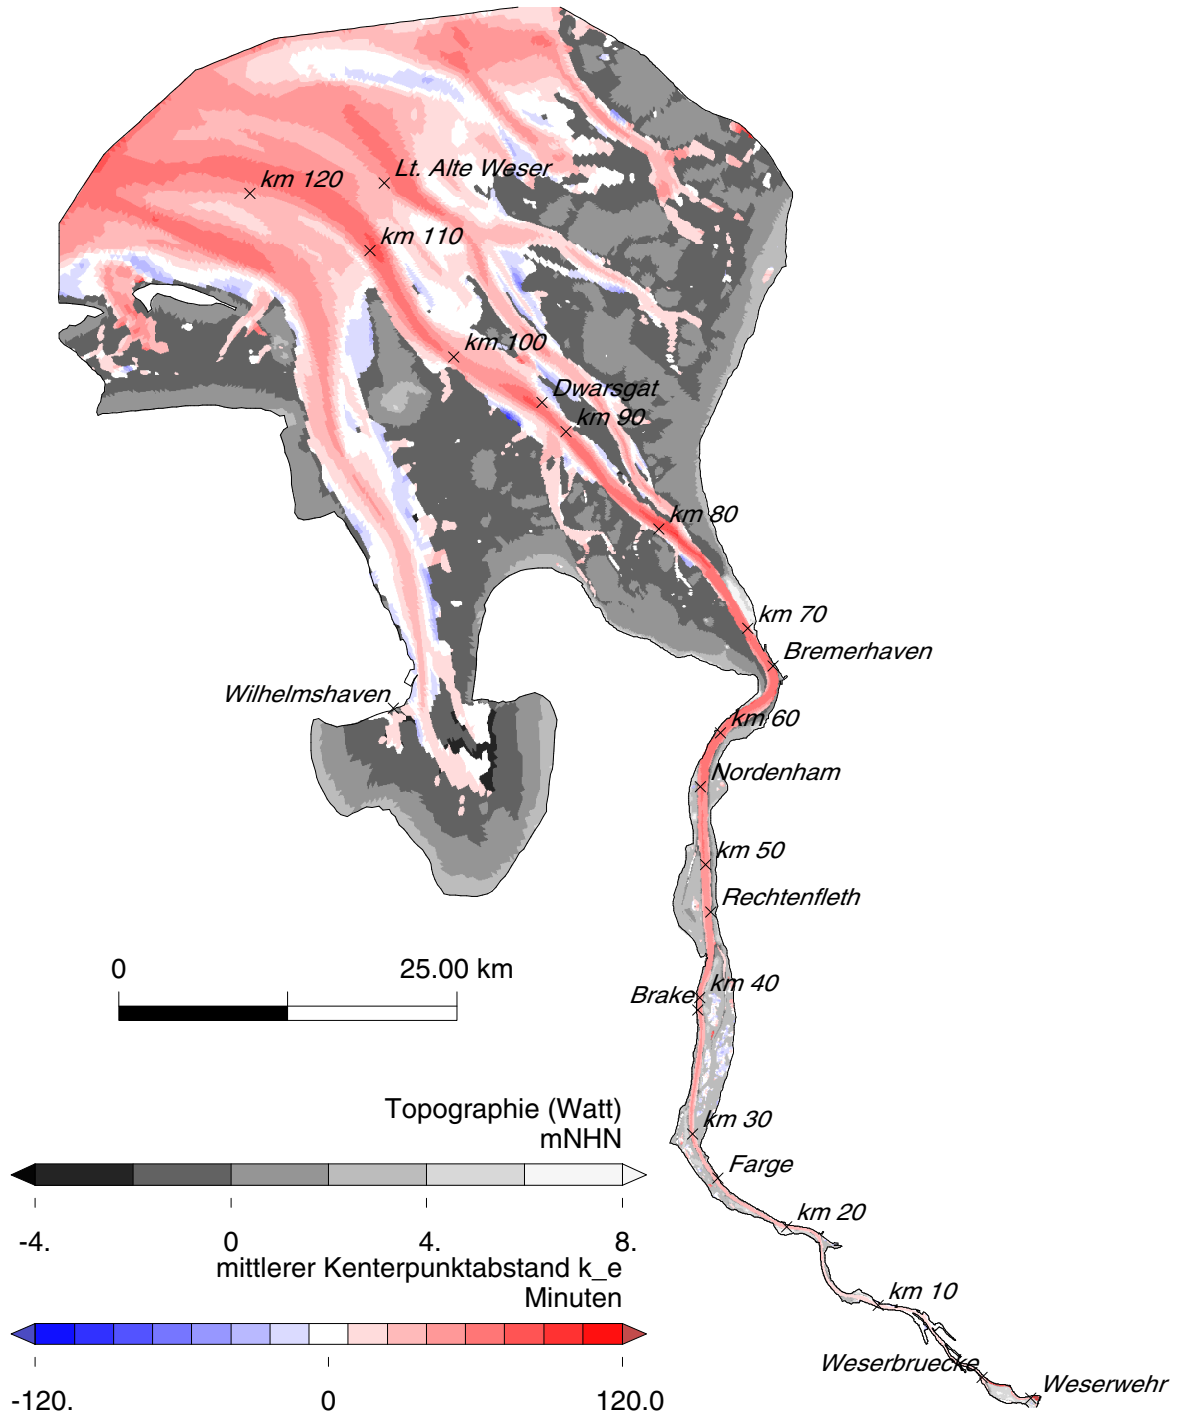 Lt. Alte Weser
km 120
km 110
km 100
Dwarsgat
km 90
km 80
km 70
Bremerhaven
Wilhelmshaven
km 60
Nordenham
km 50
Rechtenfleth
0 25.00 km
km 40
Brake
Topographie (Watt)
mNHN
km 30
Farge
km 20
-4. 0 4. 8.
mittlerer Kenterpunktabstand k_e
Minuten
km 10
Weserbruecke
Weserwehr
-120. 0 120.0